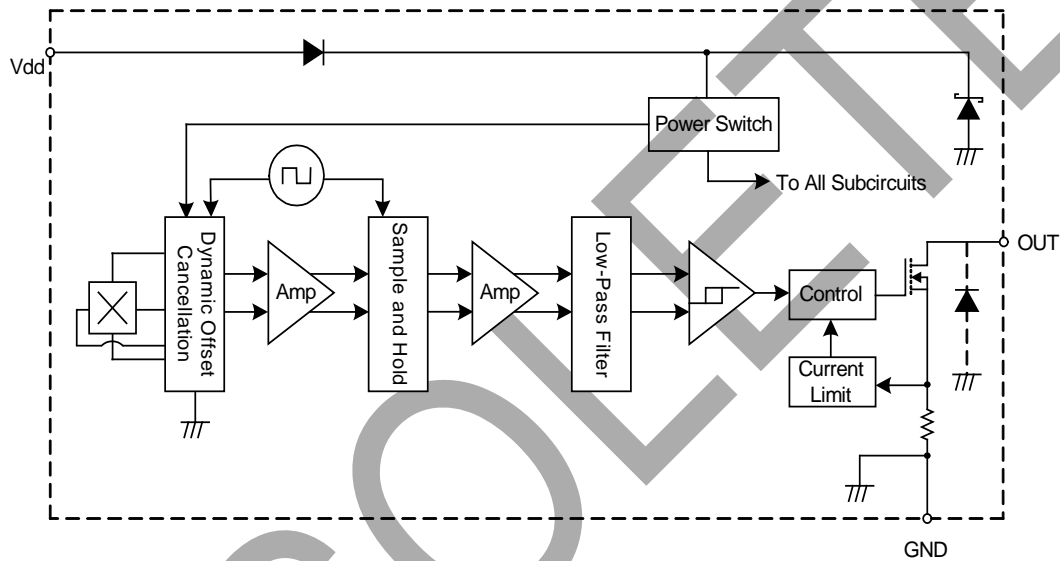 Vdd
Power Switch
To All Subcircuits
Dynamic Offset
Cancellation
Amp
Sample and Hold
Amp
Low-Pass Filter
Control
Current
Limit
OUT
GND
SOLETE